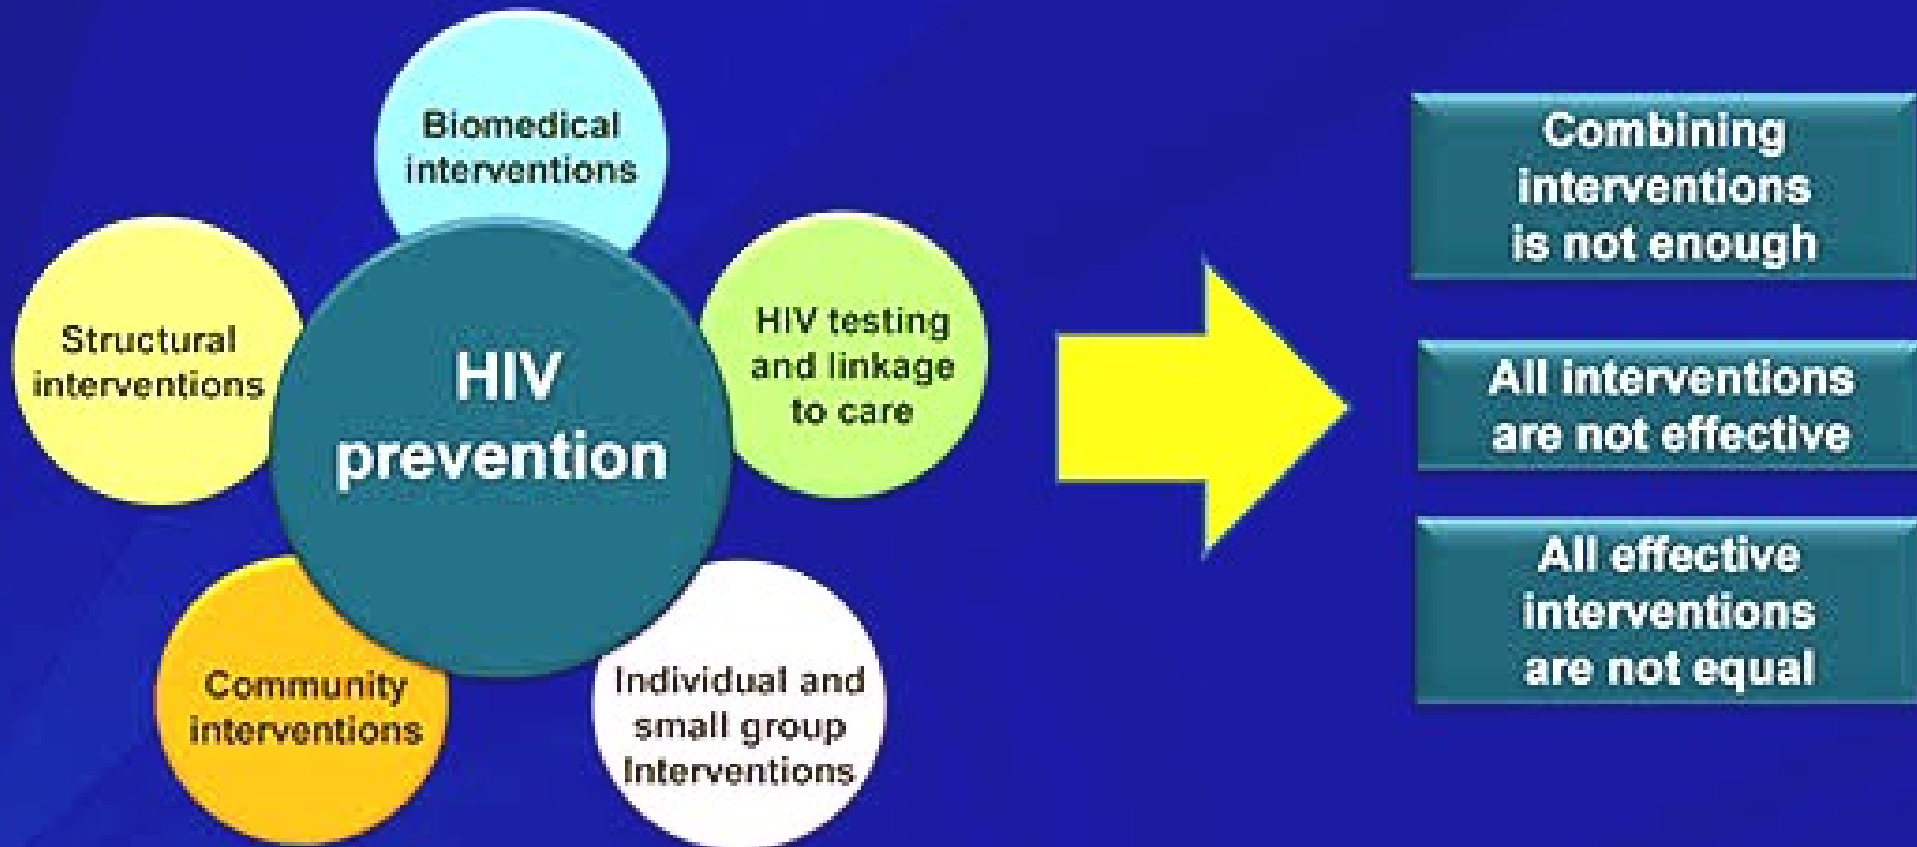 Biomedical
interventions
Structural
interventions
HIV
prevention
HIV testing
and linkage
to care
Community
interventions
Individual and
small group
Interventions
Combining
interventions
is not enough
All interventions
are not effective
All effective
interventions
are not equal